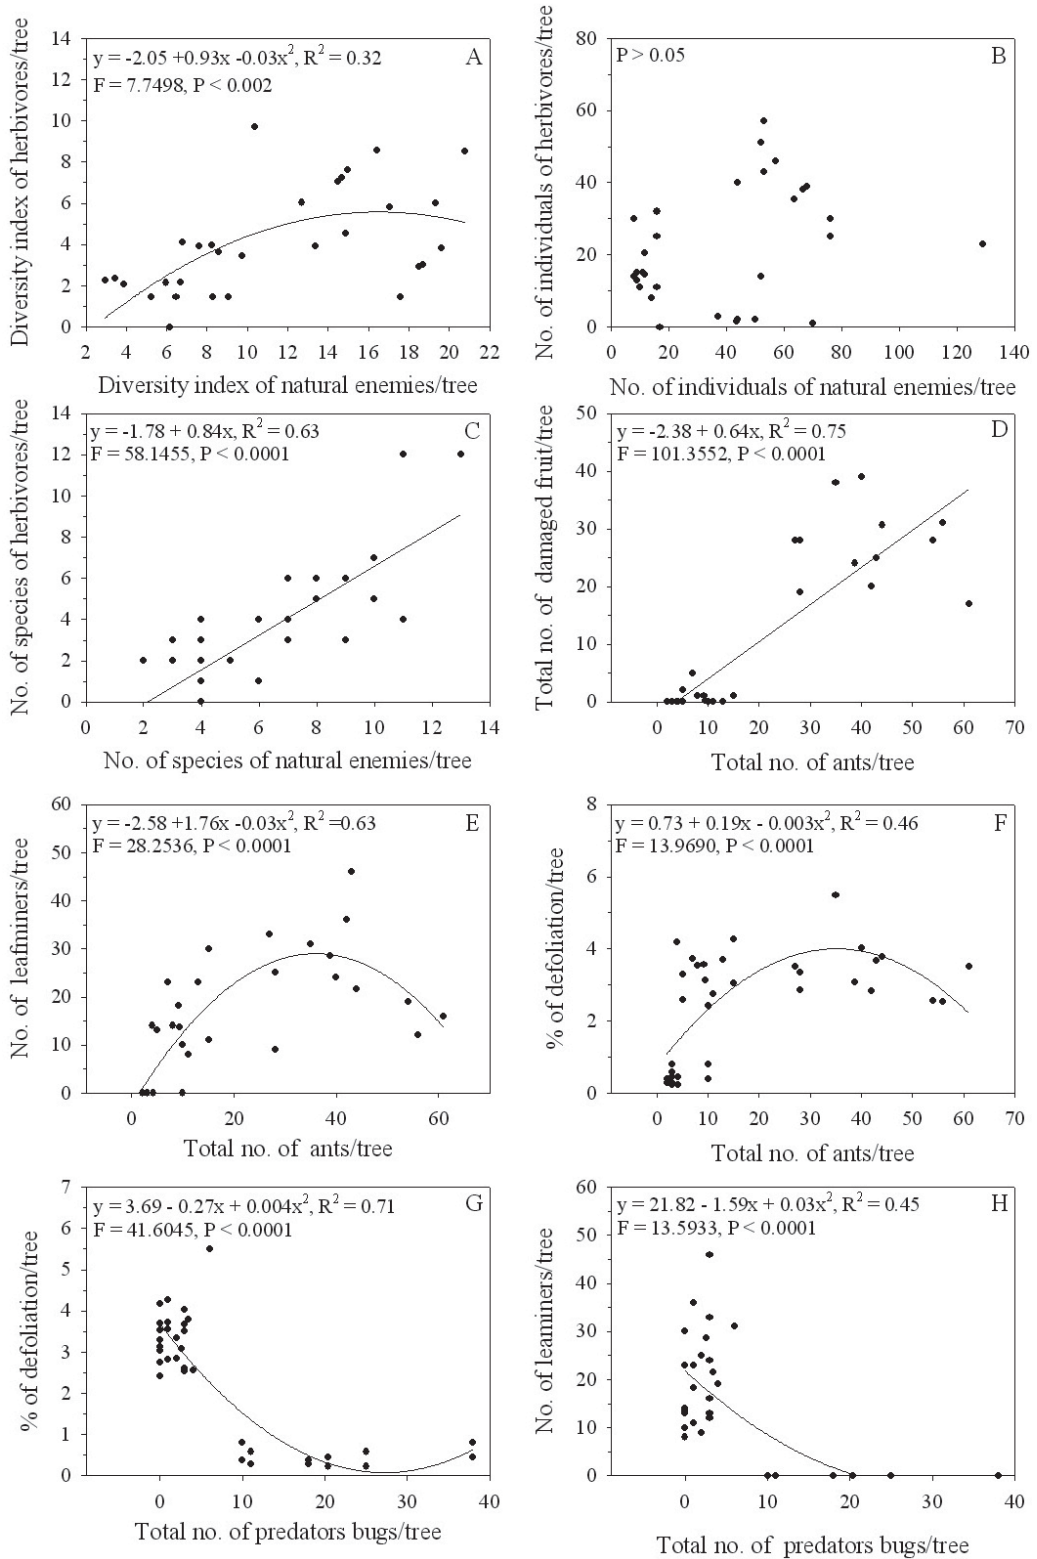 y = -2.05 +0.93x -0.03x², R² = 0.32
F = 7.7498, P < 0.002
A
Diversity index of herbivores/tree
14
12
10
8
6
4
2
0
2 4 6 8 10 12 14 16 18 20 22
Diversity index of natural enemies/tree
P > 0.05
B
No. of individuals of herbivores/tree
80
60
40
20
0
0 20 40 60 80 100 120 140
No. of individuals of natural enemies/tree
y = -1.78 + 0.84x, R² = 0.63
F = 58.1455, P < 0.0001
C
No. of species of herbivores/tree
14
12
10
8
6
4
2
0
0 2 4 6 8 10 12 14
No. of species of natural enemies/tree
y = -2.38 + 0.64x, R² = 0.75
F = 101.3552, P < 0.0001
D
Total no. of damaged fruit/tree
50
40
30
20
10
0
0 10 20 30 40 50 60 70
Total no. of ants/tree
y = -2.58 +1.76x -0.03x², R² =0.63
F = 28.2536, P < 0.0001
E
No. of leafminers/tree
60
50
40
30
20
10
0
0 20 40 60
Total no. of ants/tree
y = 0.73 + 0.19x - 0.003x², R² = 0.46
F = 13.9690, P < 0.0001
F
% of defoliation/tree
8
6
4
2
0
0 10 20 30 40 50 60 70
Total no. of ants/tree
y = 3.69 - 0.27x + 0.004x², R² = 0.71
F = 41.6045, P < 0.0001
G
% of defoliation/tree
7
6
5
4
3
2
1
0
0 10 20 30 40
Total no. of predators bugs/tree
y = 21.82 - 1.59x + 0.03x², R² = 0.45
F = 13.5933, P < 0.0001
H
No. of leaminers/tree
60
50
40
30
20
10
0
0 10 20 30 40
Total no. of predators bugs/tree